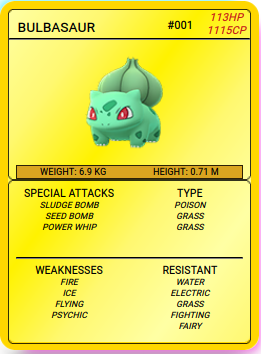 BULBASAUR #001 113HP
1115CP
WEIGHT: 6.9 KG HEIGHT: 0.71 M
SPECIAL ATTACKS TYPE
SLUDGE BOMB POISON
SEED BOMB GRASS
POWER WHIP GRASS
WEAKNESSES RESISTANT
FIRE WATER
ICE ELECTRIC
FLYING GRASS
PSYCHIC FIGHTING
FAIRY